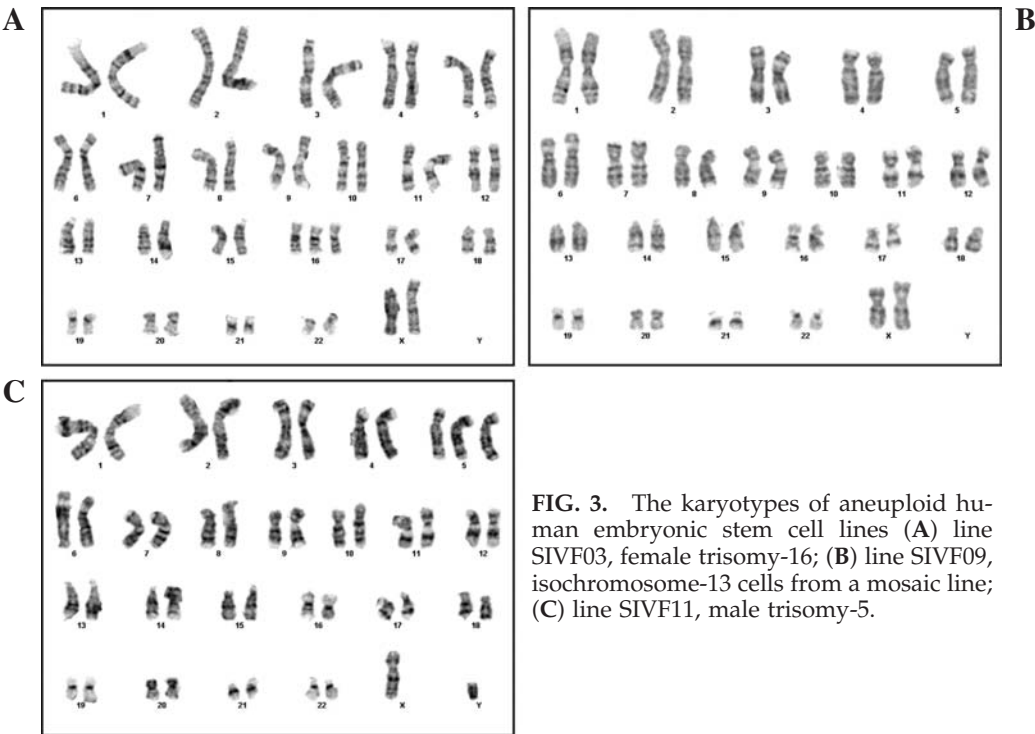 A
B
1 2 3 4 5
6 7 8 9 10 11 12
13 14 15 16 17 18
19 20 21 22 X Y
1 2 3 4 5
6 7 8 9 10 11 12
13 14 15 16 17 18
19 20 21 22 X Y
C
1 2 3 4 5
6 7 8 9 10 11 12
13 14 15 16 17 18
19 20 21 22 X Y
FIG. 3. The karyotypes of aneuploid hu-
man embryonic stem cell lines (A) line
SIVF03, female trisomy-16; (B) line SIVF09,
isochromosome-13 cells from a mosaic line;
(C) line SIVF11, male trisomy-5.